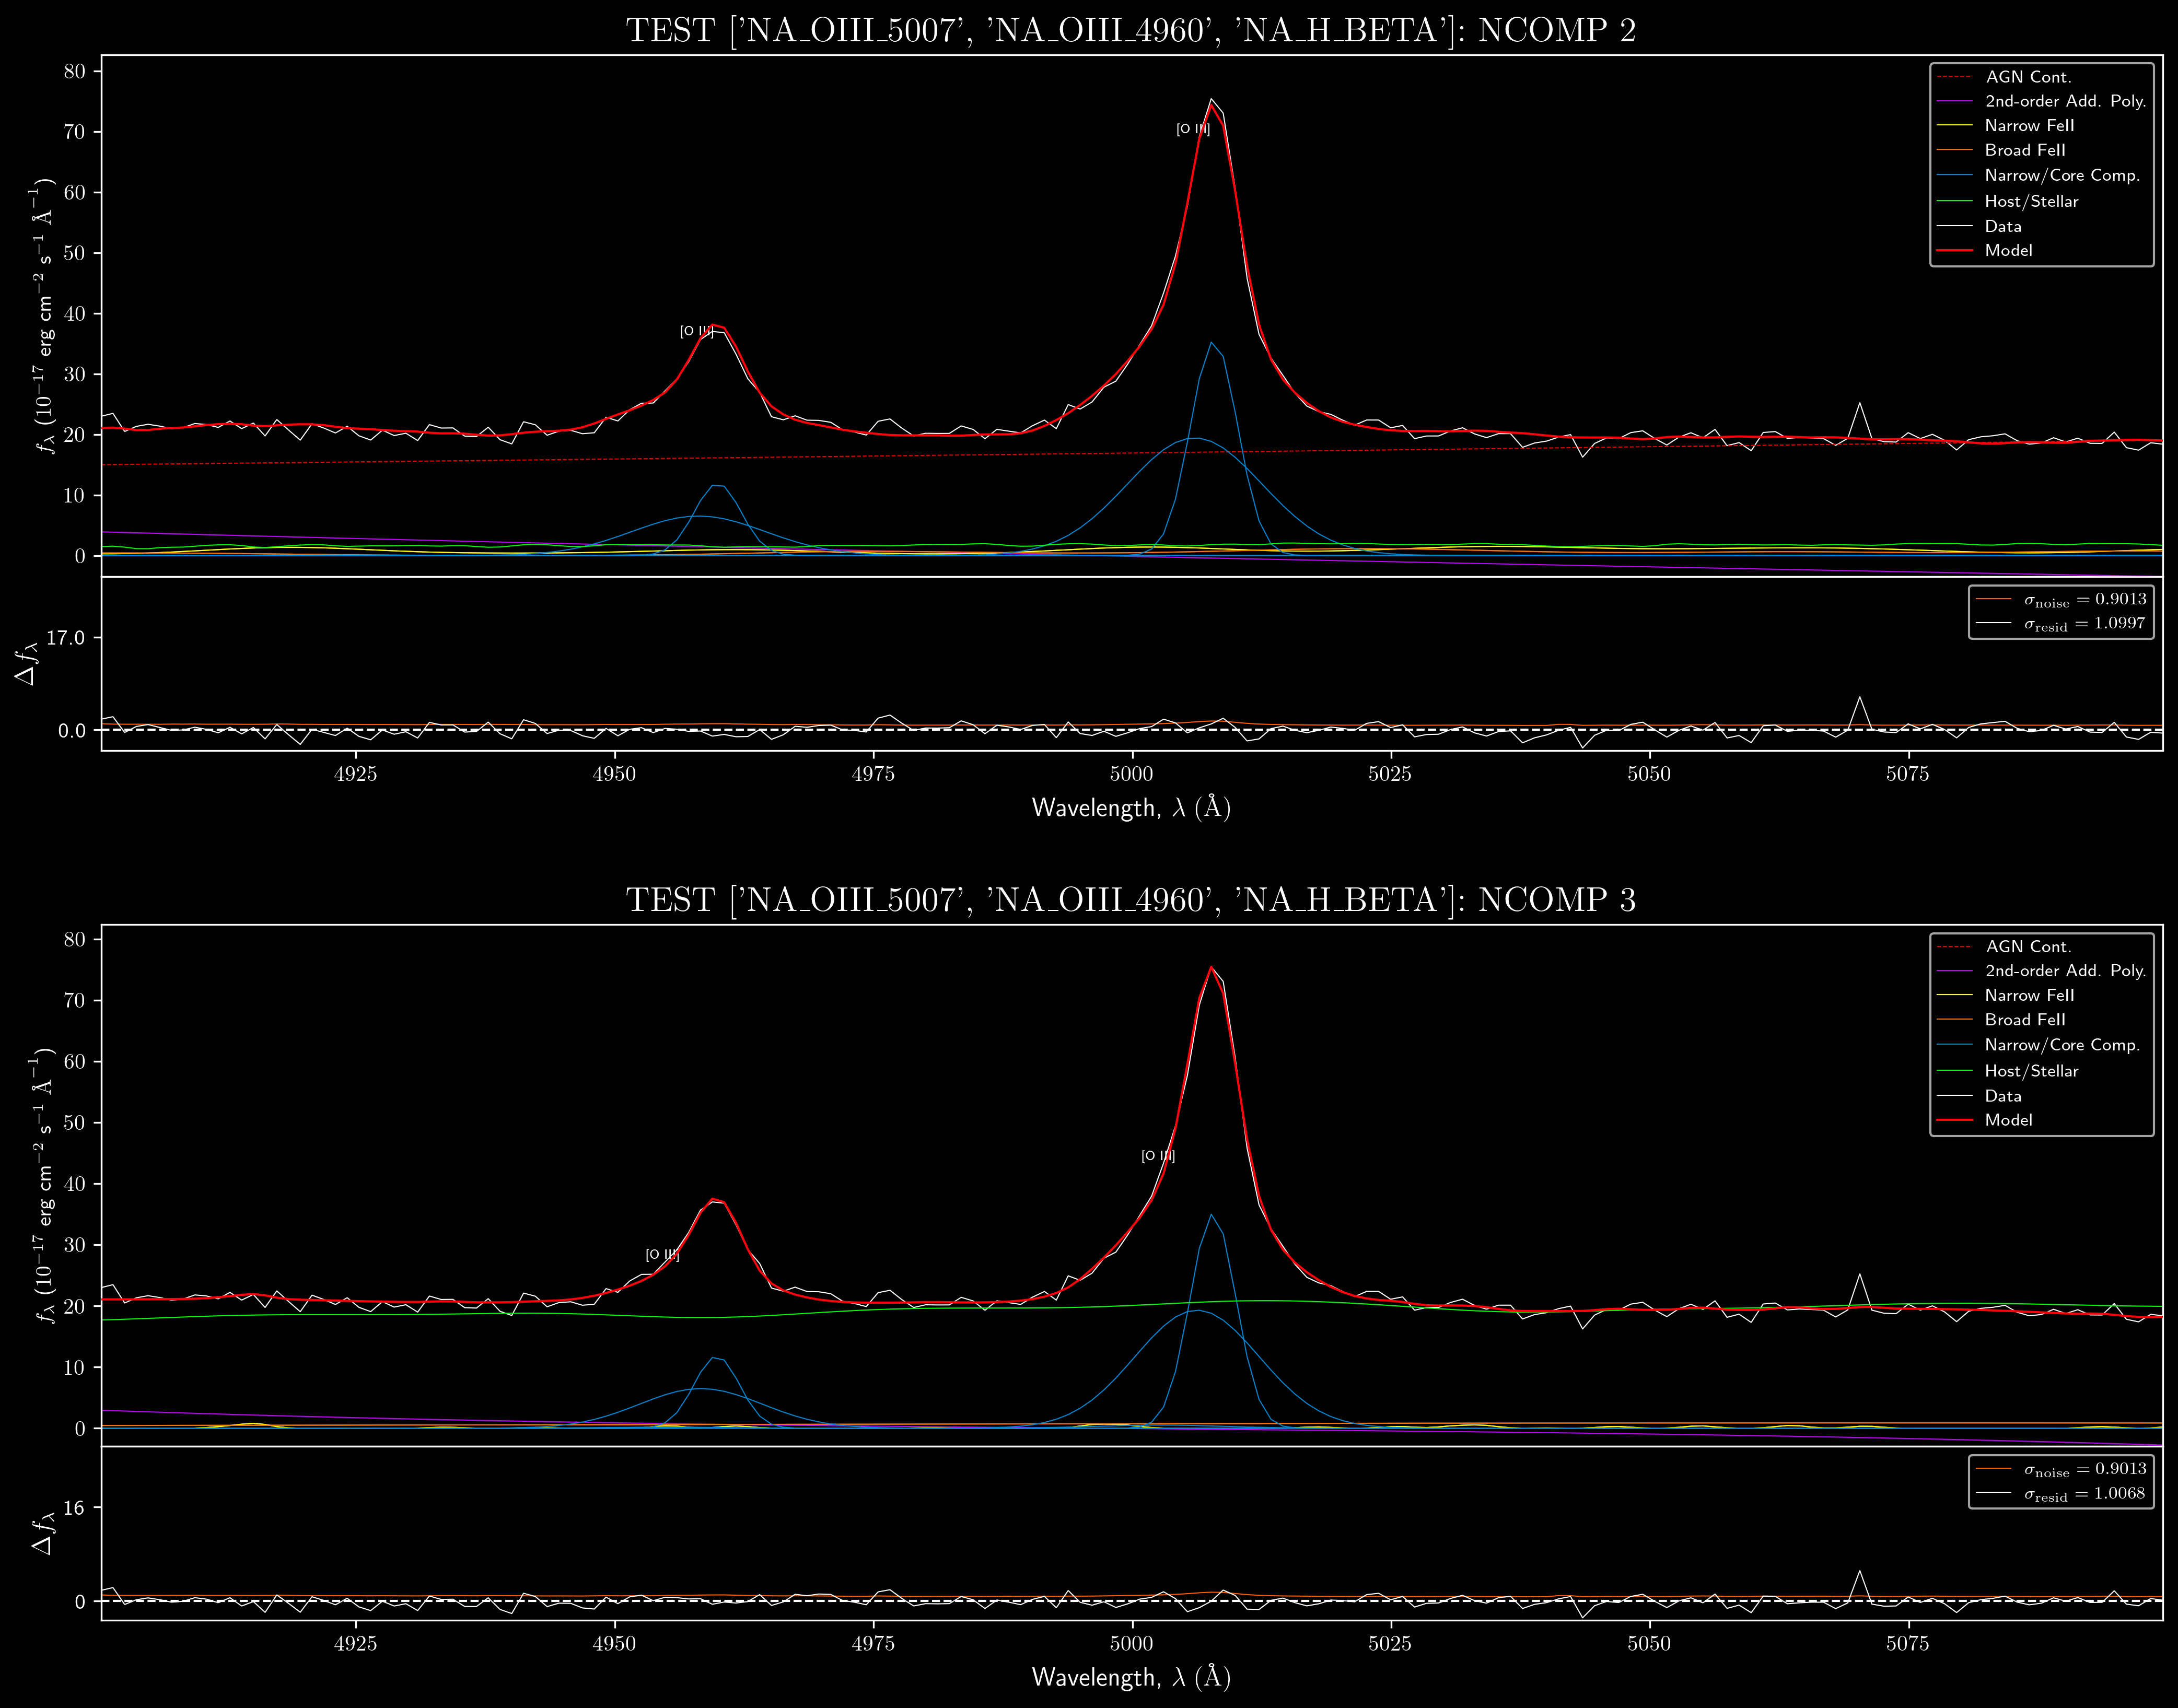 TEST ['NA_OIII_5007', 'NA_OIII_4960', 'NA_H_BETA']: NCOMP 2
80
70
60
50
40
30
20
10
0
f_λ (10⁻¹⁷ erg cm⁻² s⁻¹ Å⁻¹)
[O III]
[O III]
AGN Cont.
2nd-order Add. Poly.
Narrow FeII
Broad FeII
Narrow/Core Comp.
Host/Stellar
Data
Model
17.0
0.0
Δf_λ
σ_noise = 0.9013
σ_resid = 1.0997
4925 4950 4975 5000 5025 5050 5075
Wavelength, λ (Å)
TEST ['NA_OIII_5007', 'NA_OIII_4960', 'NA_H_BETA']: NCOMP 3
80
70
60
50
40
30
20
10
0
f_λ (10⁻¹⁷ erg cm⁻² s⁻¹ Å⁻¹)
[O III]
[O III]
AGN Cont.
2nd-order Add. Poly.
Narrow FeII
Broad FeII
Narrow/Core Comp.
Host/Stellar
Data
Model
16
0
Δf_λ
σ_noise = 0.9013
σ_resid = 1.0068
4925 4950 4975 5000 5025 5050 5075
Wavelength, λ (Å)